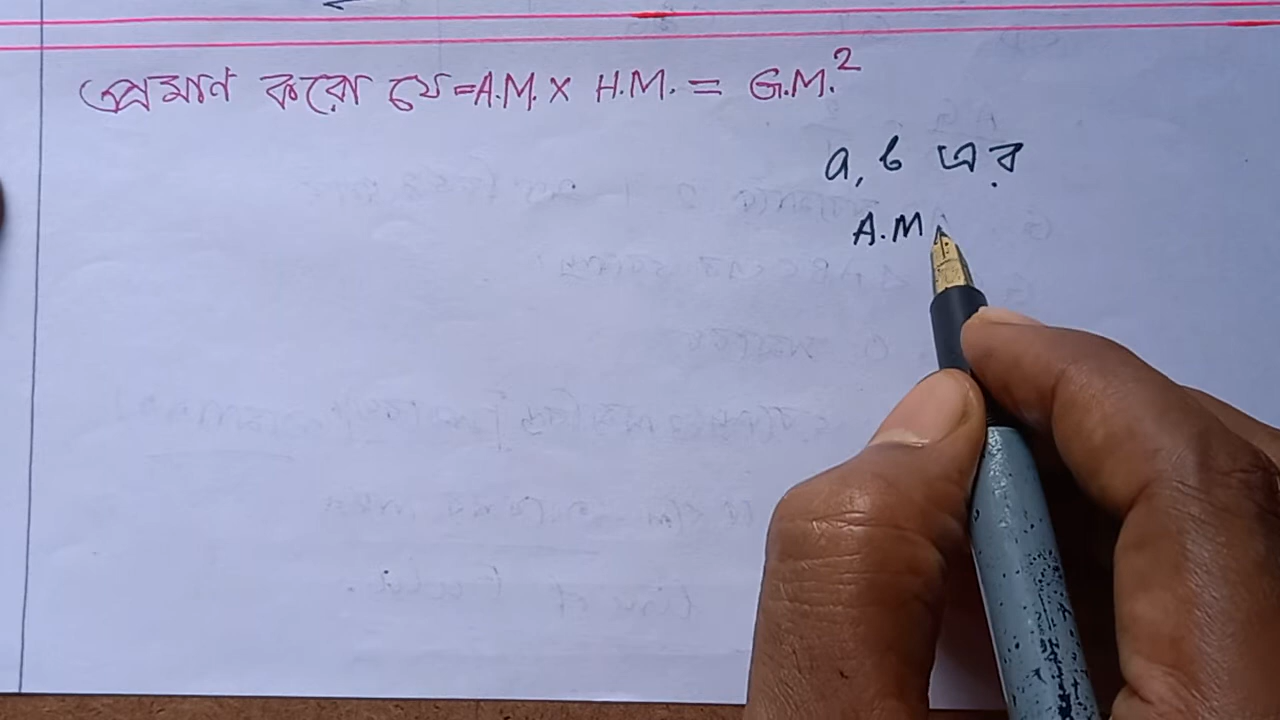 প্রমাণ করো যে=A.M.× H.M. = G.M.²
a, b এর
A.M